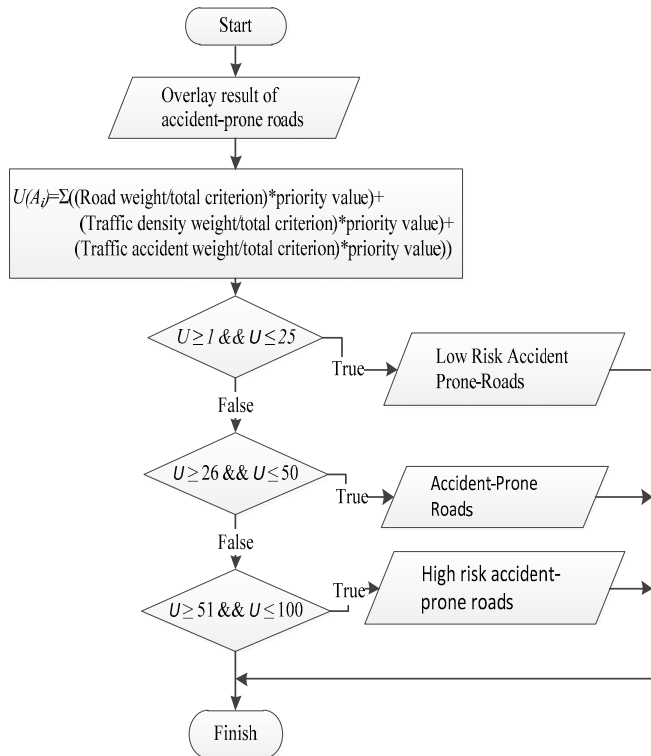 Start
Overlay result of
accident-prone roads
U(Ai)=Σ((Road weight/total criterion)*priority value)+
(Traffic density weight/total criterion)*priority value)+
(Traffic accident weight/total criterion)*priority value))
U ≥ 1 && U ≤ 25
True
Low Risk Accident
Prone-Roads
False
U ≥ 26 && U ≤ 50
True
Accident-Prone
Roads
False
U ≥ 51 && U ≤ 100
True
High risk accident-
prone roads
Finish